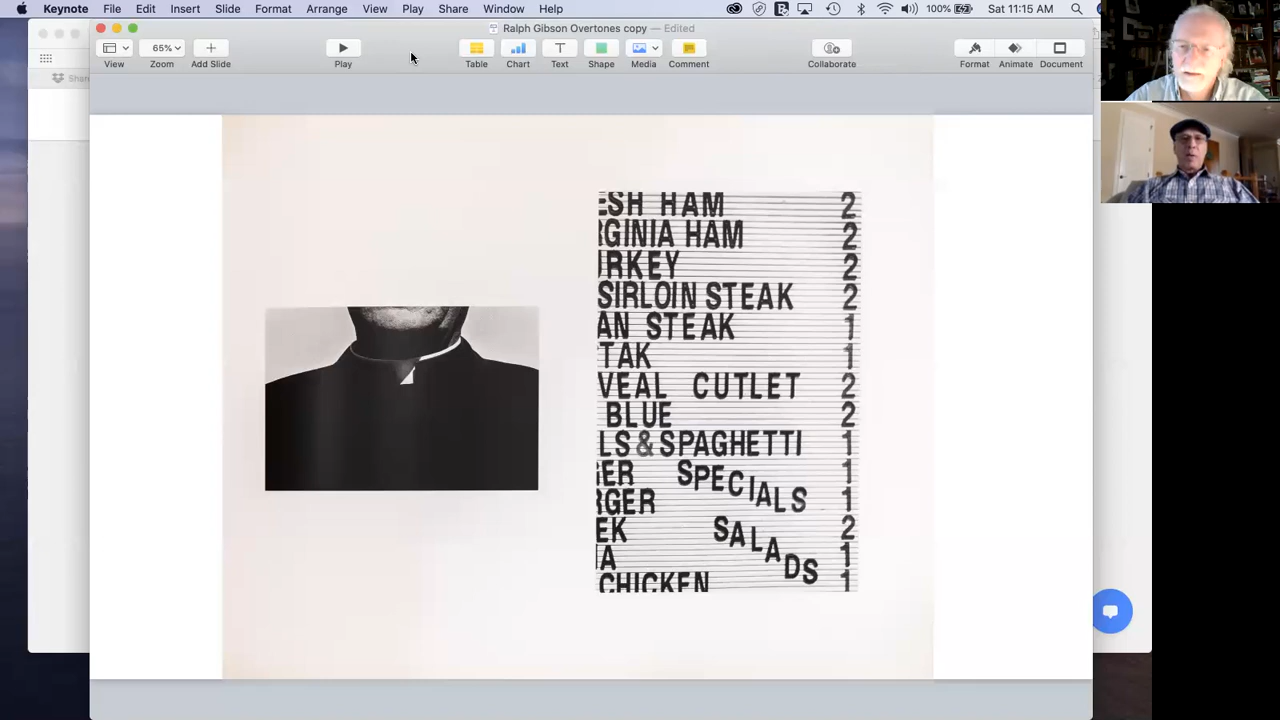 Keynote File Edit Insert Slide Format Arrange View Play Share Window Help 100% Sat 11:15 AM
Ralph Gibson Overtones copy — Edited
65%
View Zoom Add Slide Play Table Chart Text Shape Media Comment Collaborate Format Animate Document
Share
ESH HAM 2
RGINIA HAM 2
URKEY 2
SIRLOIN STEAK 2
AN STEAK 1
TAK 1
VEAL CUTLET 2
BLUE 2
LS & SPAGHETTI 1
ER SPECIALS 1
RGER 1
EK SALADS 2
A 1
CHICKEN 1